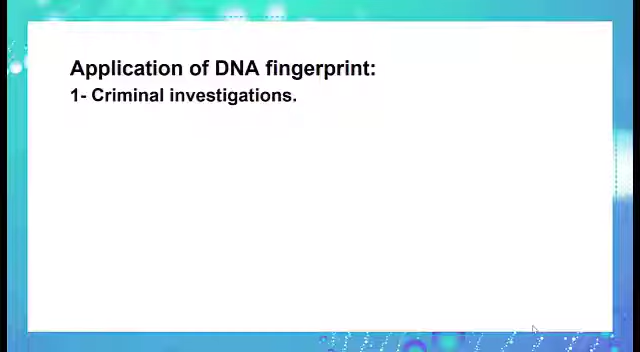 Application of DNA fingerprint:
1- Criminal investigations.